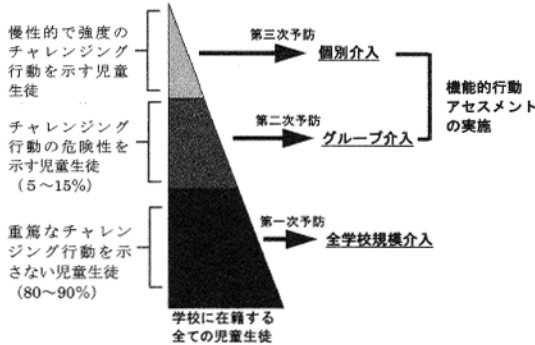 慢性的で強度の
チャレンジング
行動を示す児童
生徒
第三次予防
個別介入
機能的行動
アセスメント
の実施
チャレンジング
行動の危険性を
示す児童生徒
（5～15%）
第二次予防
グループ介入
重篤なチャレン
ジング行動を示
さない児童生徒
（80～90%）
第一次予防
全学校規模介入
学校に在籍する
全ての児童生徒